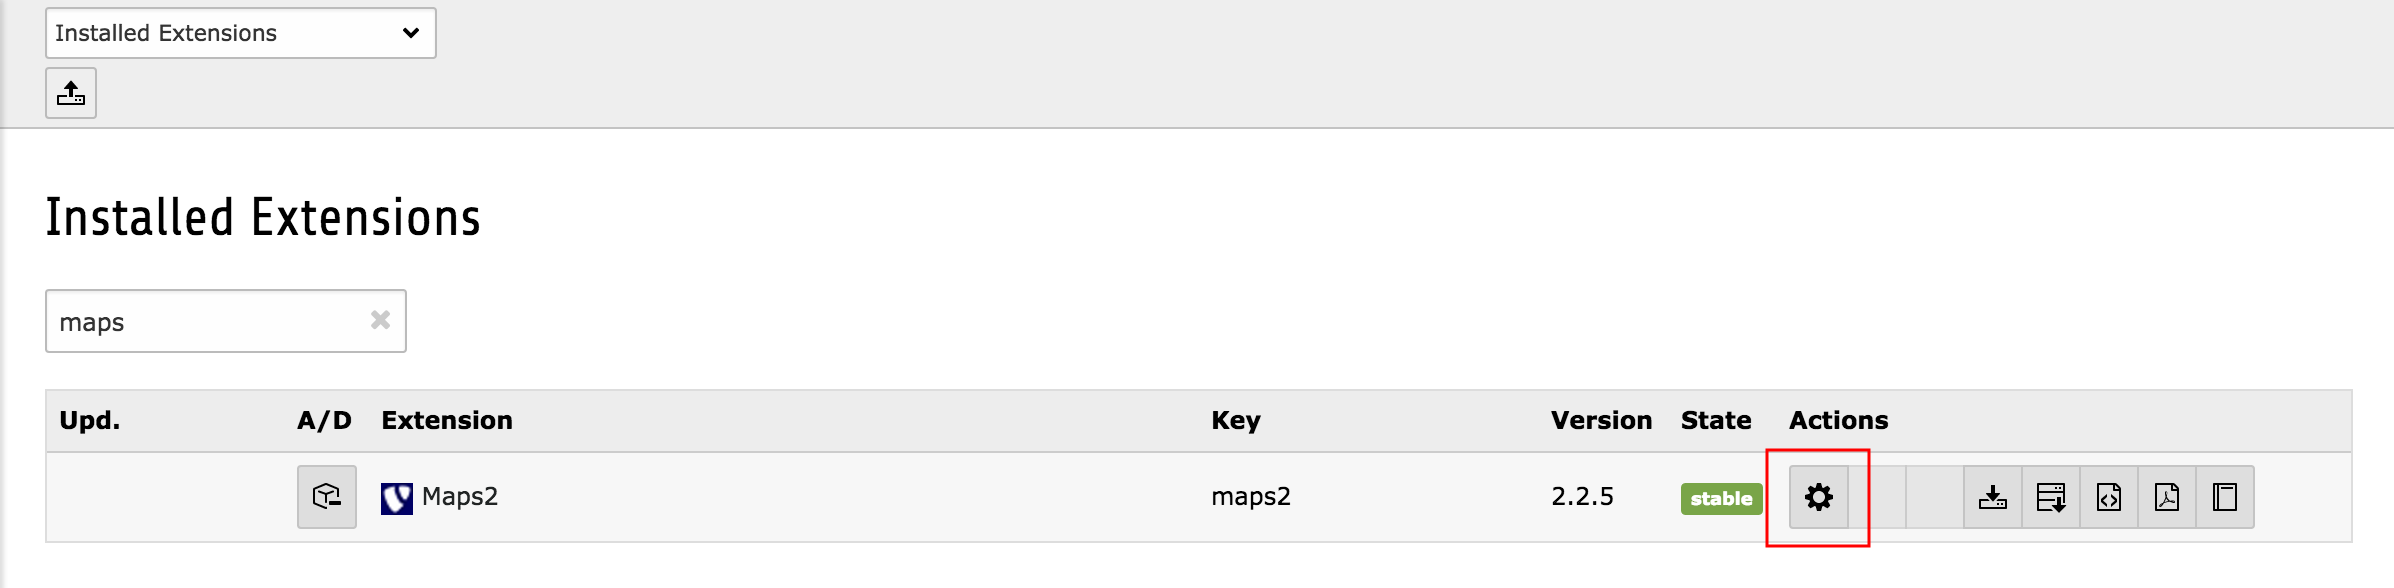 Installed Extensions
Installed Extensions
maps
Upd. A/D Extension Key Version State Actions
Maps2 maps2 2.2.5 stable